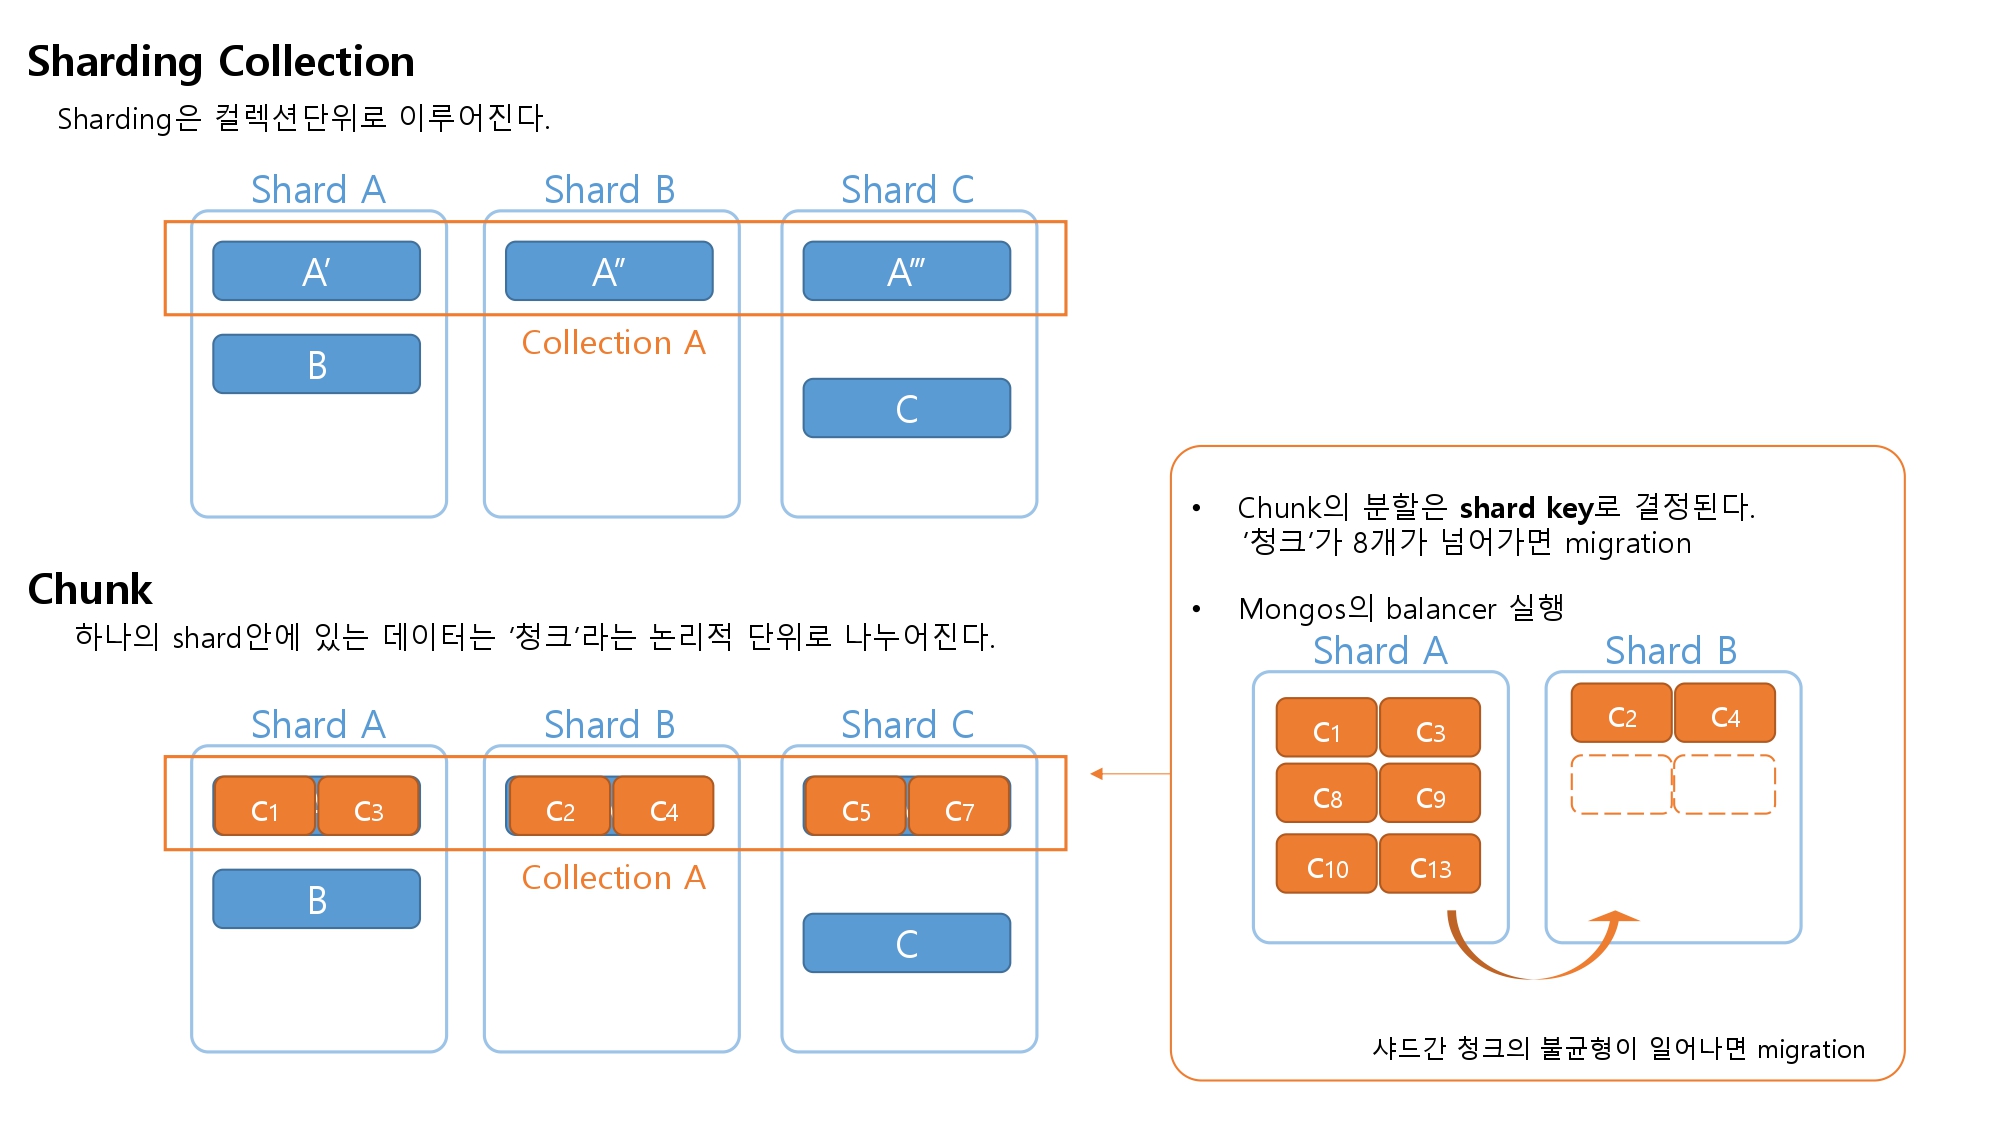 Sharding Collection
Sharding은 컬렉션단위로 이루어진다.
Shard A
Shard B
Shard C
A′
A″
A‴
B
Collection A
C
Chunk
하나의 shard안에 있는 데이터는 ‘청크‘라는 논리적 단위로 나누어진다.
Shard A
Shard B
Shard C
C1
C3
C2
C4
C5
C7
B
Collection A
C
• Chunk의 분할은 shard key로 결정된다.
‘청크‘가 8개가 넘어가면 migration
• Mongos의 balancer 실행
Shard A
Shard B
C1
C3
C2
C4
C8
C9
C10
C13
샤드간 청크의 불균형이 일어나면 migration